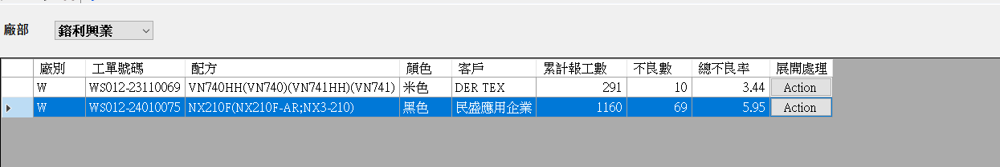 廠部 鎔利興業
廠別 工單號碼 配方 顏色 客戶 累計報工數 不良數 總不良率 展開處理
W WS012-23110069 VN740HH(VN740)(VN741HH)(VN741) 米色 DER TEX 291 10 3.44 Action
W WS012-24010075 NX210F(NX210F-AR;NX3-210) 黑色 民盛應用企業 1160 69 5.95 Action